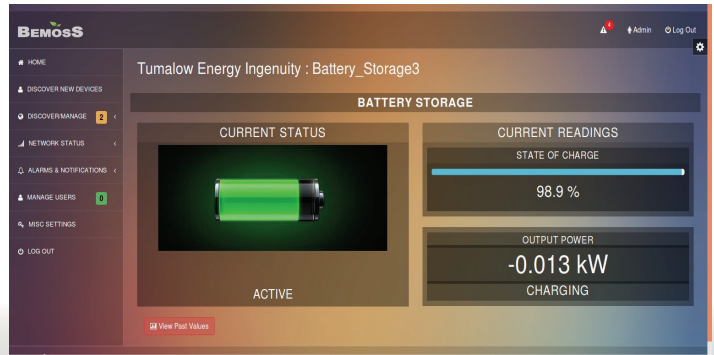 BEMOSS
4
Admin
Log Out
HOME
Tumalow Energy Ingenuity : Battery_Storage3
DISCOVER NEW DEVICES
BATTERY STORAGE
DISCOVER/MANAGE 2 <
NETWORK STATUS <
ALARMS & NOTIFICATIONS <
MANAGE USERS 0
MISC SETTINGS
LOG OUT
CURRENT STATUS
ACTIVE
CURRENT READINGS
STATE OF CHARGE
98.9 %
OUTPUT POWER
-0.013 kW
CHARGING
View Past Values